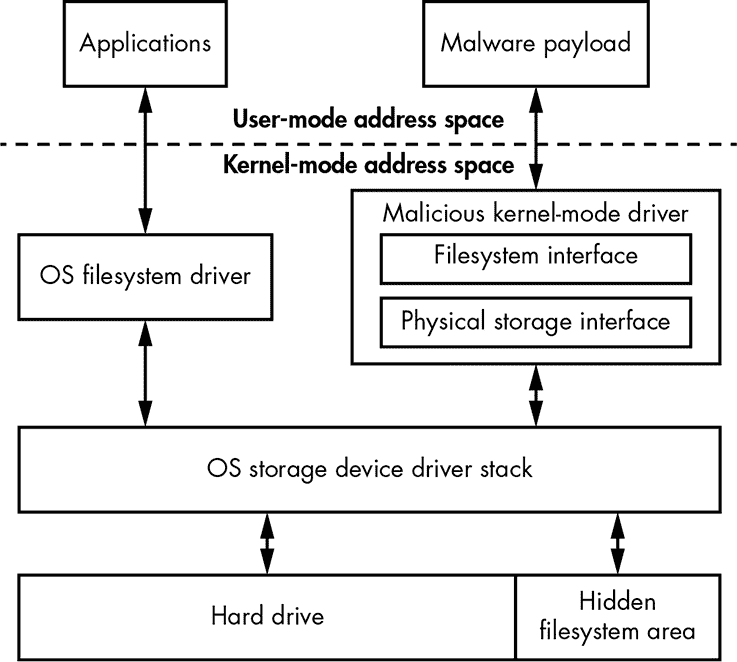 Applications
Malware payload
User-mode address space
Kernel-mode address space
Malicious kernel-mode driver
Filesystem interface
Physical storage interface
OS filesystem driver
OS storage device driver stack
Hard drive
Hidden
filesystem area